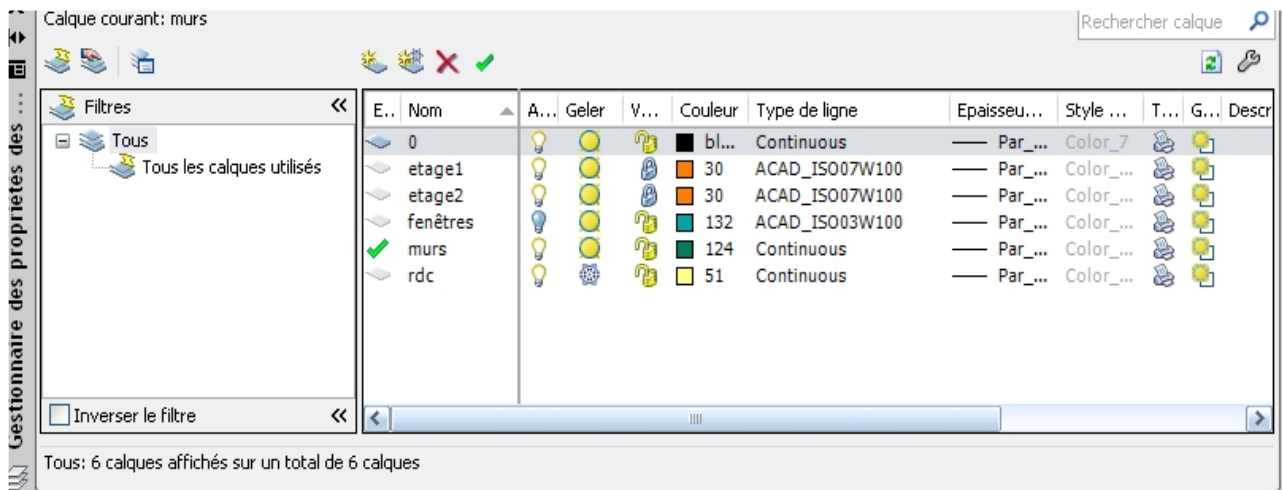 Calque courant: murs
Rechercher calque
Filtres
Tous
Tous les calques utilisés
Inverser le filtre
E.. Nom A... Geler V... Couleur Type de ligne Epaisseu... Style ... T... G... Descr
0 bl... Continuous Par_... Color_7
etage1 30 ACAD_ISO07W100 Par_... Color_...
etage2 30 ACAD_ISO07W100 Par_... Color_...
fenêtres 132 ACAD_ISO03W100 Par_... Color_...
murs 124 Continuous Par_... Color_...
rdc 51 Continuous Par_... Color_...
Tous: 6 calques affichés sur un total de 6 calques
Gestionnaire des propriétés des ...